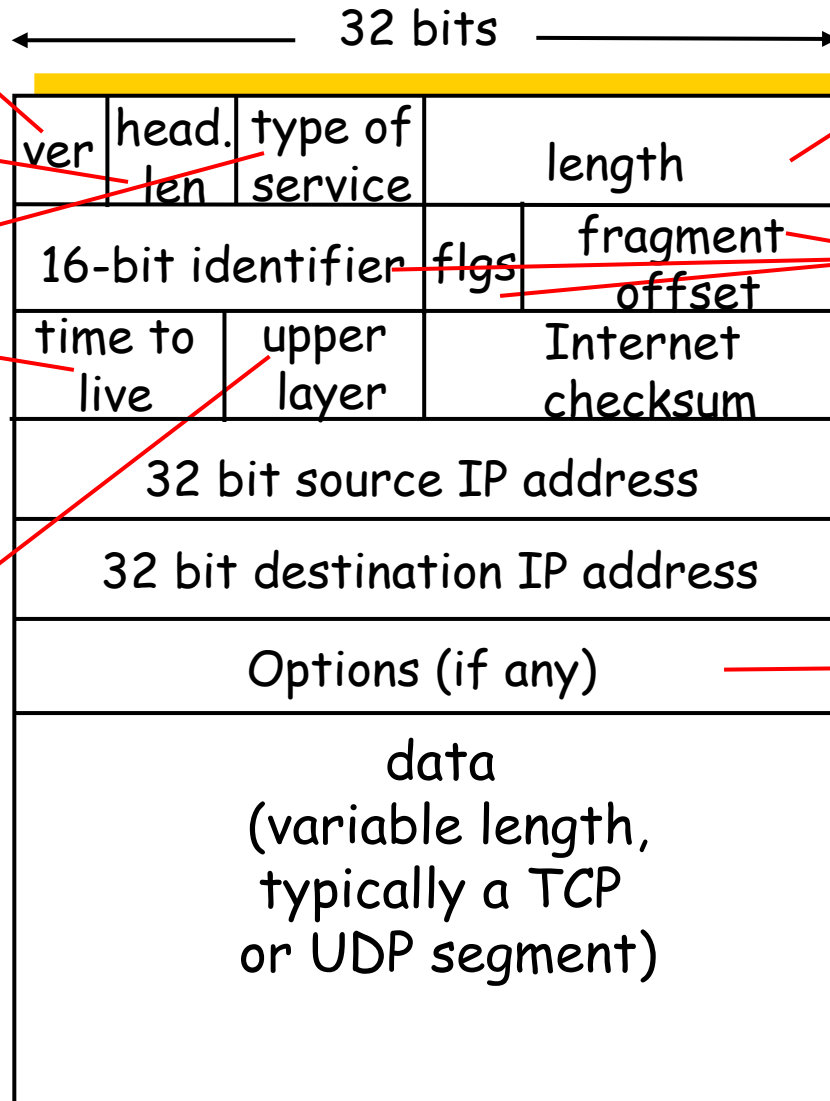 32 bits
ver
head.
len
type of
service
length
16-bit identifier
flgs
fragment
offset
time to
live
upper
layer
Internet
checksum
32 bit source IP address
32 bit destination IP address
Options (if any)
data
(variable length,
typically a TCP
or UDP segment)